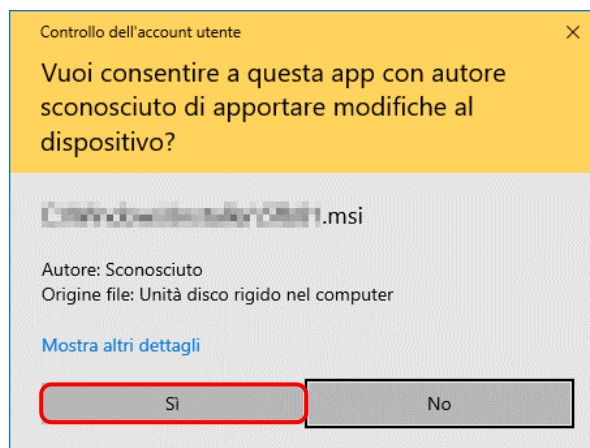 Controllo dell'account utente
Vuoi consentire a questa app con autore
sconosciuto di apportare modifiche al
dispositivo?
.msi
Autore: Sconosciuto
Origine file: Unità disco rigido nel computer
Mostra altri dettagli
Sì
No